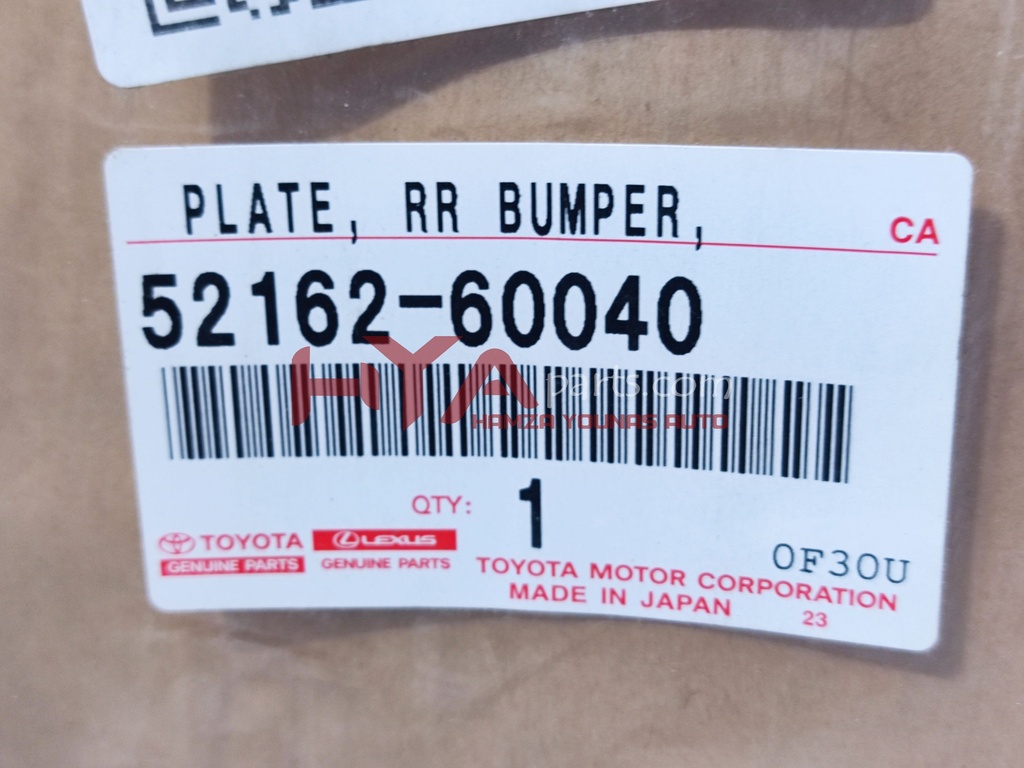 PLATE, RR BUMPER,
CA
52162-60040
HYA parts.com
HAMZA YOUNAS AUTO
QTY: 1
TOYOTA
GENUINE PARTS
LEXUS
GENUINE PARTS
0F30U
TOYOTA MOTOR CORPORATION
MADE IN JAPAN
23